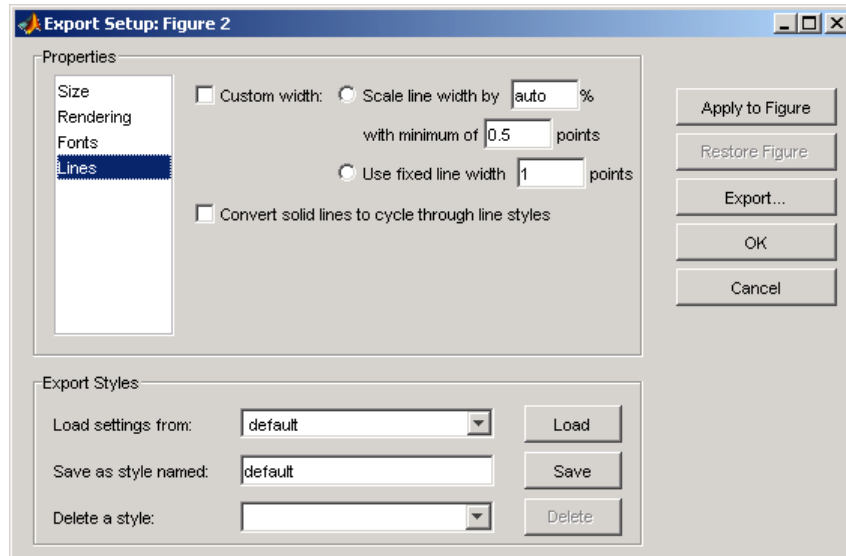 Export Setup: Figure 2
Properties
Size
Rendering
Fonts
Lines
Custom width:
Scale line width by auto %
with minimum of 0.5 points
Use fixed line width 1 points
Convert solid lines to cycle through line styles
Apply to Figure
Restore Figure
Export...
OK
Cancel
Export Styles
Load settings from: default Load
Save as style named: default Save
Delete a style: Delete